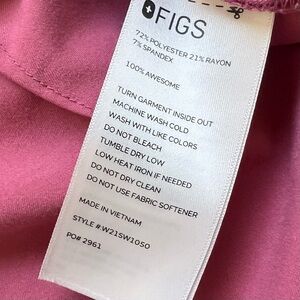 FIGS
72% POLYESTER 21% RAYON
7% SPANDEX
100% AWESOME
TURN GARMENT INSIDE OUT
MACHINE WASH COLD
WASH WITH LIKE COLORS
DO NOT BLEACH
TUMBLE DRY LOW
LOW HEAT IRON IF NEEDED
DO NOT DRY CLEAN
DO NOT USE FABRIC SOFTENER
MADE IN VIETNAM
STYLE # W21SW10S0
PO# 2961